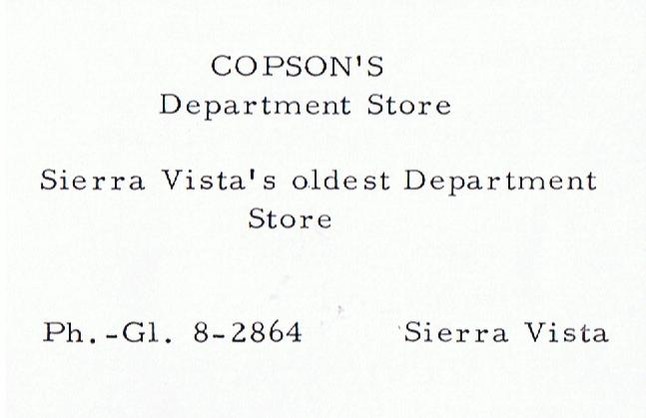 COPSON'S
Department Store
Sierra Vista's oldest Department
Store
Ph.-Gl. 8-2864 Sierra Vista